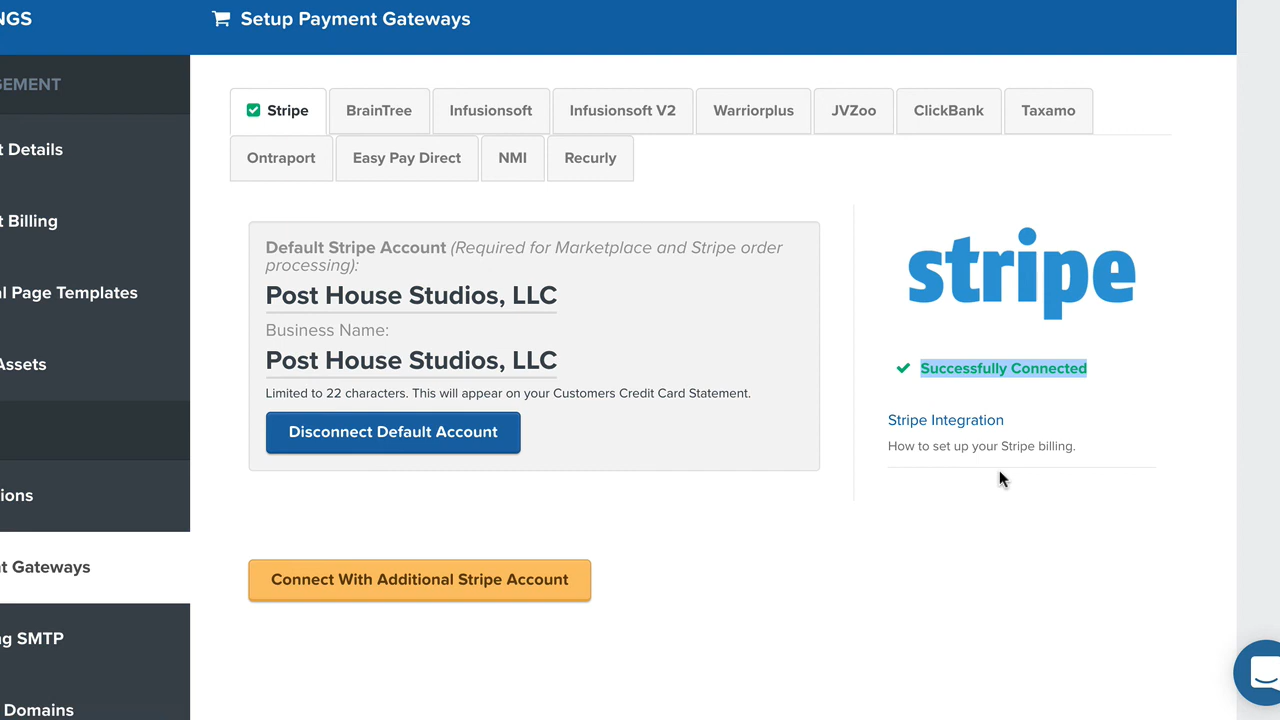 NGS
Setup Payment Gateways
GEMENT
t Details
t Billing
l Page Templates
Assets
ions
t Gateways
g SMTP
Domains
Stripe
BrainTree
Infusionsoft
Infusionsoft V2
Warriorplus
JVZoo
ClickBank
Taxamo
Ontraport
Easy Pay Direct
NMI
Recurly
Default Stripe Account (Required for Marketplace and Stripe order
processing):
Post House Studios, LLC
Business Name:
Post House Studios, LLC
Limited to 22 characters. This will appear on your Customers Credit Card Statement.
Disconnect Default Account
stripe
Successfully Connected
Stripe Integration
How to set up your Stripe billing.
Connect With Additional Stripe Account